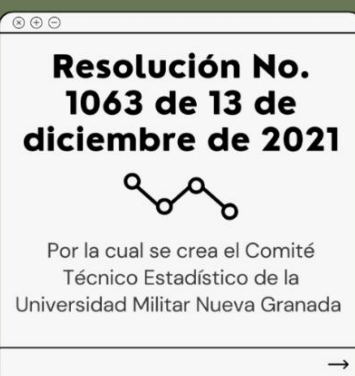 Resolución No.
1063 de 13 de
diciembre de 2021
Por la cual se crea el Comité
Técnico Estadístico de la
Universidad Militar Nueva Granada